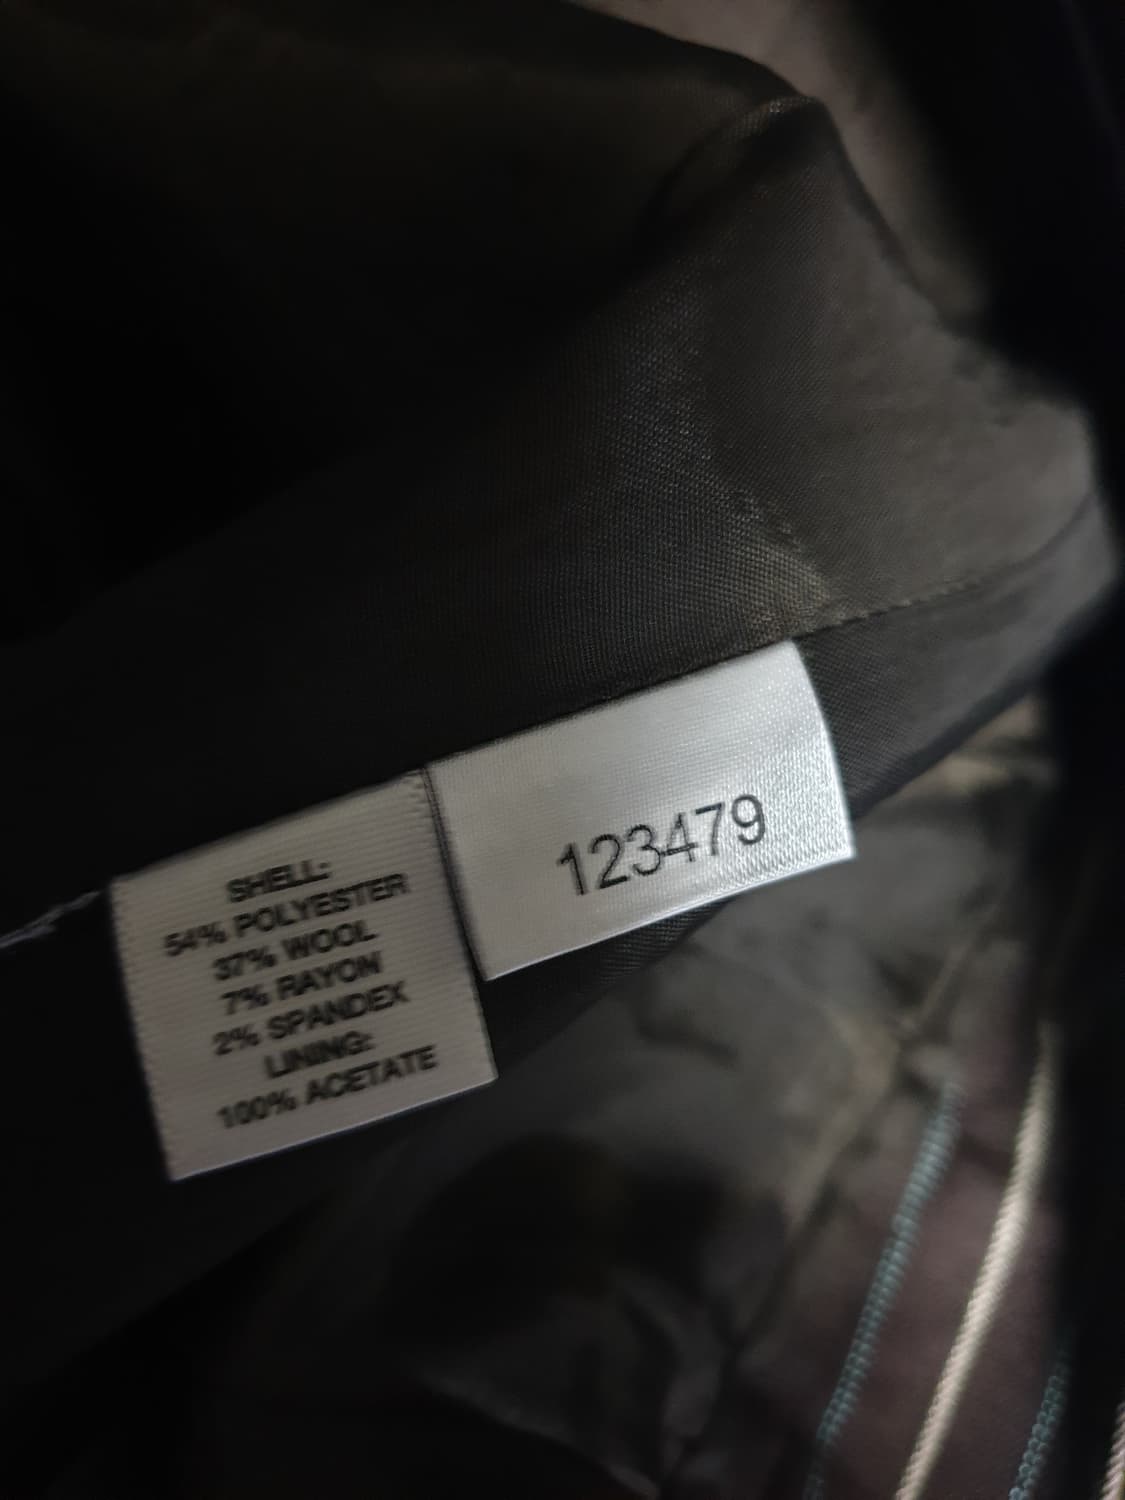 SHELL:
54% POLYESTER
37% WOOL
7% RAYON
2% SPANDEX
LINING:
100% ACETATE
123479